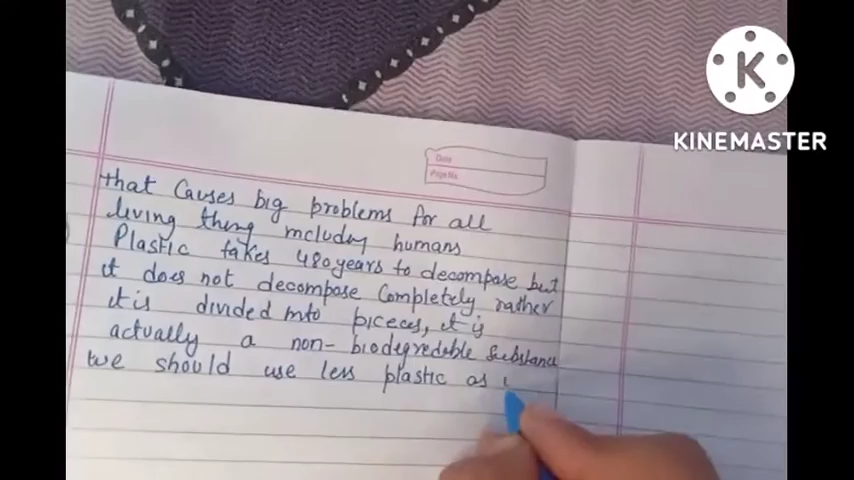 KINEMASTER
Date
Page No.
that causes big problems for all
living thing including humans
Plastic takes 480 years to decompose but
it does not decompose completely rather
it is divided into pieces, it is
actually a non-biodegredable substance
we should use less plastic as